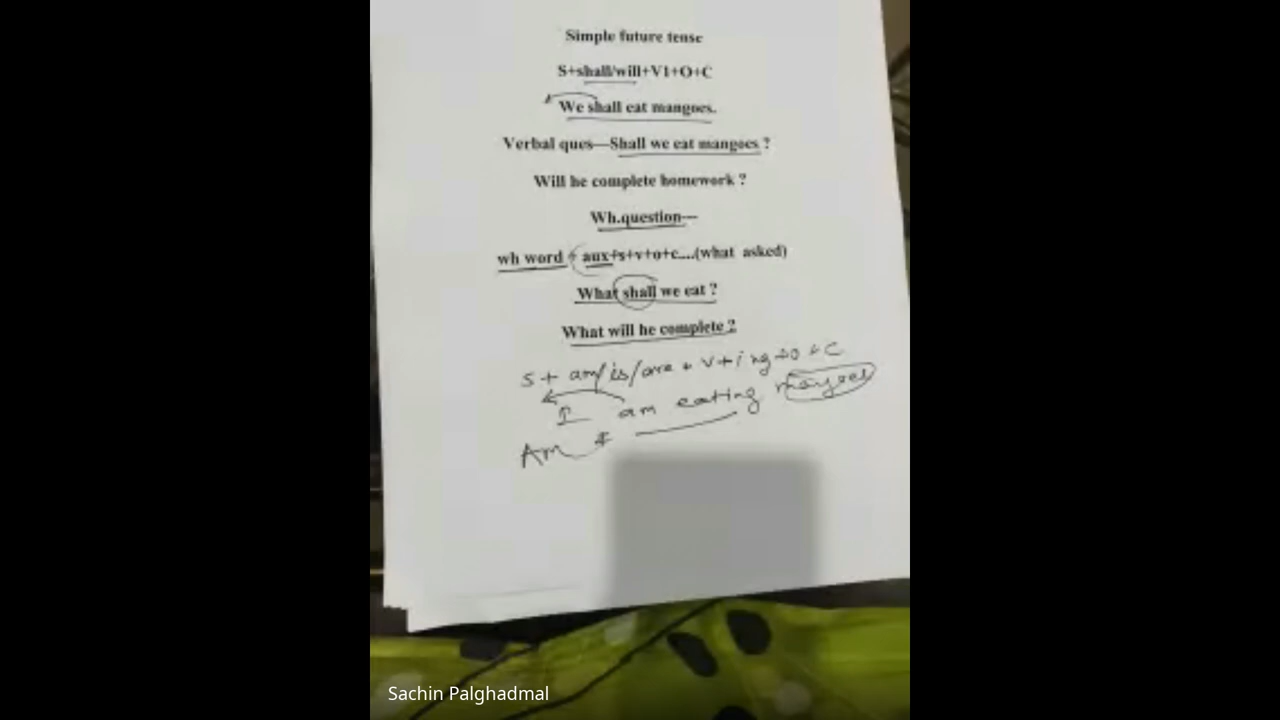 Simple future tense
S+shall/will+V1+O+C
We shall eat mangoes.
Verbal ques—Shall we eat mangoes ?
Will he complete homework ?
Wh.question---
wh word + aux+s+v+o+c....(what asked)
What shall we eat ?
What will he complete ?
S+ am/is/are + v+ing+o+c
I am eating mangoes
Am I
Sachin Palghadmal